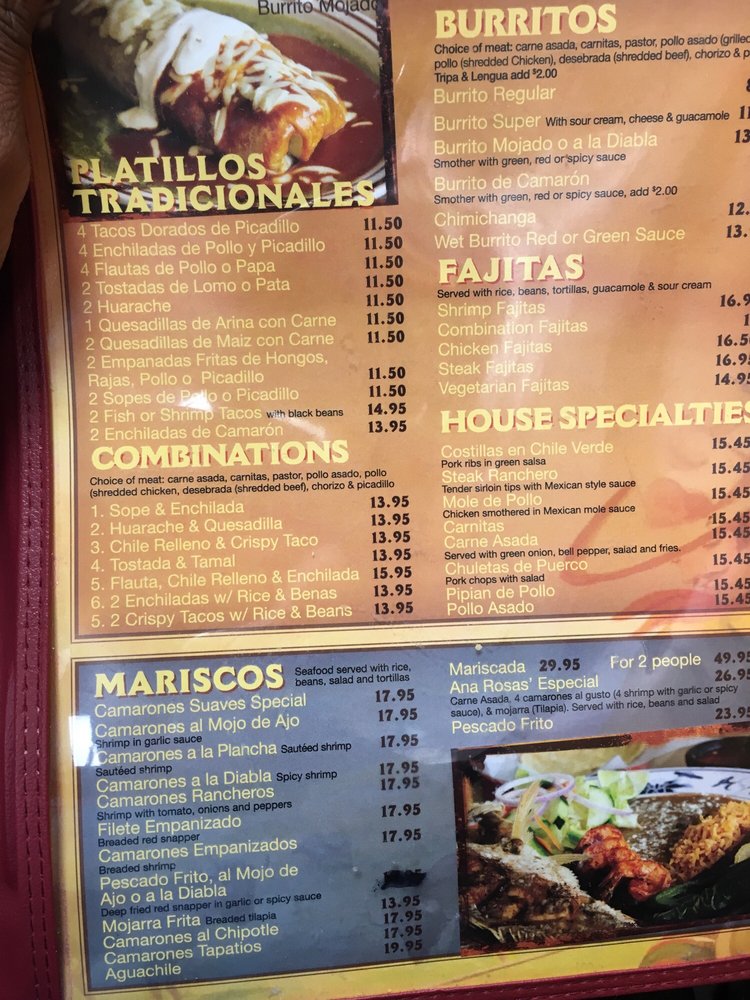 Burrito Mojado
PLATILLOS
TRADICIONALES
4 Tacos Dorados de Picadillo 11.50
4 Enchiladas de Pollo y Picadillo 11.50
4 Flautas de Pollo o Papa 11.50
2 Tostadas de Lomo o Pata 11.50
2 Huarache 11.50
1 Quesadillas de Arina con Carne 11.50
2 Quesadillas de Maiz con Carne 11.50
2 Empanadas Fritas de Hongos,
Rajas, Pollo o Picadillo 11.50
2 Sopes de Pollo o Picadillo 11.50
2 Fish or Shrimp Tacos with black beans 14.95
2 Enchiladas de Camarón 13.95
COMBINATIONS
Choice of meat: carne asada, carnitas, pastor, pollo asado, pollo
(shredded chicken, desebrada (shredded beef), chorizo & picadillo
1. Sope & Enchilada 13.95
2. Huarache & Quesadilla 13.95
3. Chile Relleno & Crispy Taco 13.95
4. Tostada & Tamal 13.95
5. Flauta, Chile Relleno & Enchilada 15.95
6. 2 Enchiladas w/ Rice & Benas 13.95
5. 2 Crispy Tacos w/ Rice & Beans 13.95
BURRITOS
Choice of meat: carne asada, carnitas, pastor, pollo asado (grilled
pollo (shredded Chicken), desebrada (shredded beef), chorizo & p
Tripa & Lengua add $2.00
Burrito Regular
Burrito Super With sour cream, cheese & guacamole
Burrito Mojado o a la Diabla 13
Smother with green, red or spicy sauce
Burrito de Camarón
Smother with green, red or spicy sauce, add $2.00
Chimichanga 12.
Wet Burrito Red or Green Sauce 13.
FAJITAS
Served with rice, beans, tortillas, guacamole & sour cream
Shrimp Fajitas 16.9
Combination Fajitas 1
Chicken Fajitas 16.5
Steak Fajitas 16.95
Vegetarian Fajitas 14.95
HOUSE SPECIALTIES
Costillas en Chile Verde 15.45
Pork ribs in green salsa
Steak Ranchero 15.45
Tender sirloin tips with Mexican style sauce
Mole de Pollo 15.45
Chicken smothered in Mexican mole sauce
Carnitas 15.45
Carne Asada 15.45
Served with green onion, bell pepper, salad and fries.
Chuletas de Puerco 15.45
Pork chops with salad
Pipian de Pollo 15.45
Pollo Asado 15.45
MARISCOS Seafood served with rice,
beans, salad and tortillas
Camarones Suaves Special 17.95
Camarones al Mojo de Ajo 17.95
Shrimp in garlic sauce
Camarones a la Plancha Sautéed shrimp 17.95
Sautéed shrimp
Camarones a la Diabla Spicy shrimp 17.95
Camarones Rancheros 17.95
Shrimp with tomato, onions and peppers
Filete Empanizado 17.95
Breaded red snapper
Camarones Empanizados 17.95
Breaded shrimp
Pescado Frito, al Mojo de
Ajo o a la Diabla
Deep fried red snapper in garlic or spicy sauce
Mojarra Frita Breaded tilapia 13.95
Camarones al Chipotle 17.95
Camarones Tapatios 17.95
Aguachile 19.95
Mariscada 29.95 For 2 people 49.95
Ana Rosas' Especial 26.95
Carne Asada, 4 camarones al gusto (4 shrimp with garlic or spicy
sauce), & mojarra (Tilapia). Served with rice, beans and salad
Pescado Frito 23.95